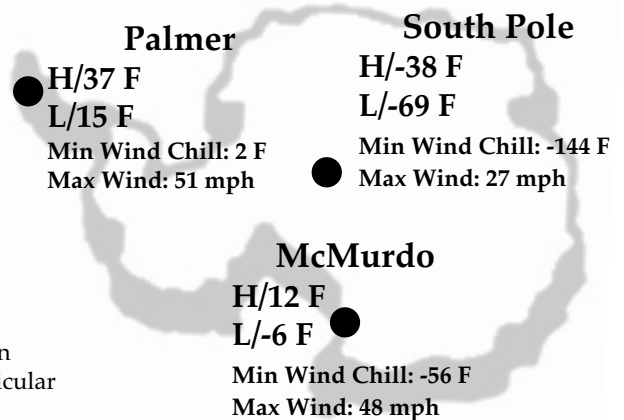 Palmer
H/37 F
L/15 F
Min Wind Chill: 2 F
Max Wind: 51 mph
South Pole
H/-38 F
L/-69 F
Min Wind Chill: -144 F
Max Wind: 27 mph
McMurdo
H/12 F
L/-6 F
Min Wind Chill: -56 F
Max Wind: 48 mph